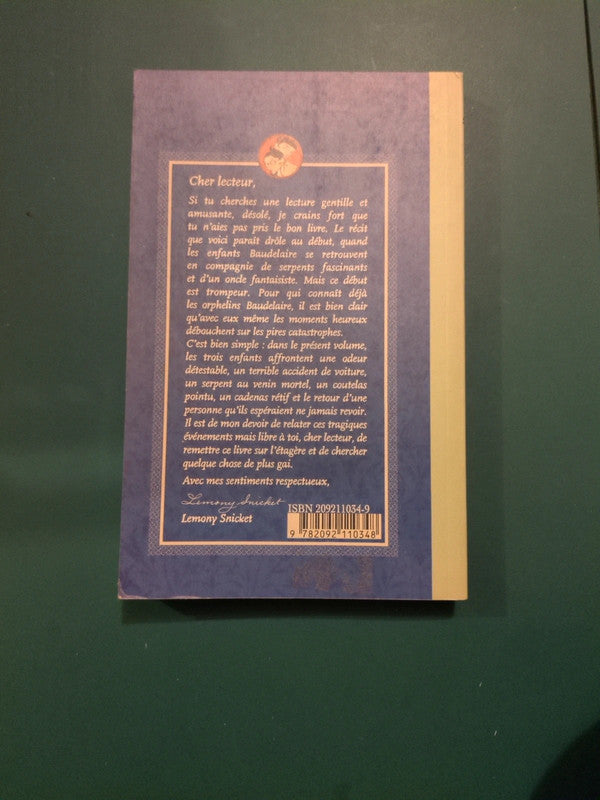 Cher lecteur,
Si tu cherches une lecture gentille et
amusante, désolé, je crains fort que
tu n'aies pas pris le bon livre. Le récit
que voici paraît drôle au début, quand
les enfants Baudelaire se retrouvent
en compagnie de serpents fascinants
et d'un oncle fantaisiste. Mais ce début
est trompeur. Pour qui connaît déjà
les orphelins Baudelaire, il est bien clair
qu'avec eux même les moments heureux
débouchent sur les pires catastrophes.
C'est bien simple : dans le présent volume,
les trois enfants affrontent une odeur
détestable, un terrible accident de voiture,
un serpent au venin mortel, un coutelas
pointu, un cadenas rétif et le retour d'une
personne qu'ils espéraient ne jamais revoir.
Il est de mon devoir de relater ces tragiques
événements mais libre à toi, cher lecteur, de
remettre ce livre sur l'étagère et de chercher
quelque chose de plus gai.
Avec mes sentiments respectueux,
Lemony Snicket
Lemony Snicket
ISBN 209211034-9
9 782092 110348